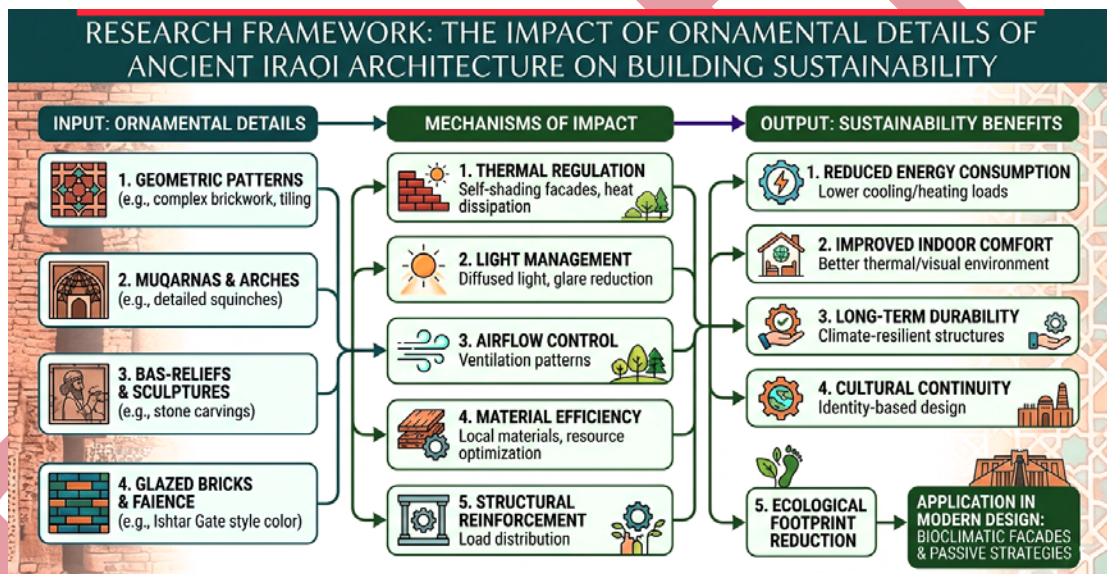 RESEARCH FRAMEWORK: THE IMPACT OF ORNAMENTAL DETAILS OF
ANCIENT IRAQI ARCHITECTURE ON BUILDING SUSTAINABILITY
INPUT: ORNAMENTAL DETAILS
1. GEOMETRIC PATTERNS
(e.g., complex brickwork, tiling
2. MUQARNAS & ARCHES
(e.g., detailed squinches)
3. BAS-RELIEFS
& SCULPTURES
(e.g., stone carvings)
4. GLAZED BRICKS
& FAIENCE
(e.g., Ishtar Gate style color)
MECHANISMS OF IMPACT
1. THERMAL REGULATION
Self-shading facades, heat
dissipation
2. LIGHT MANAGEMENT
Diffused light, glare reduction
3. AIRFLOW CONTROL
Ventilation patterns
4. MATERIAL EFFICIENCY
Local materials, resource
optimization
5. STRUCTURAL
REINFORCEMENT
Load distribution
OUTPUT: SUSTAINABILITY BENEFITS
1. REDUCED ENERGY CONSUMPTION
Lower cooling/heating loads
2. IMPROVED INDOOR COMFORT
Better thermal/visual environment
3. LONG-TERM DURABILITY
Climate-resilient structures
4. CULTURAL CONTINUITY
Identity-based design
5. ECOLOGICAL
FOOTPRINT
REDUCTION
APPLICATION IN
MODERN DESIGN:
BIOCLIMATIC FACADES
& PASSIVE STRATEGIES